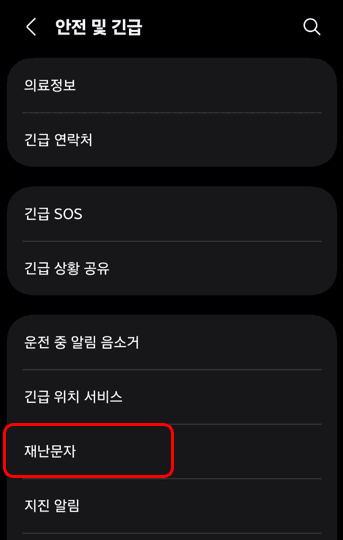 안전 및 긴급
의료정보
긴급 연락처
긴급 SOS
긴급 상황 공유
운전 중 알림 음소거
긴급 위치 서비스
재난문자
지진 알림